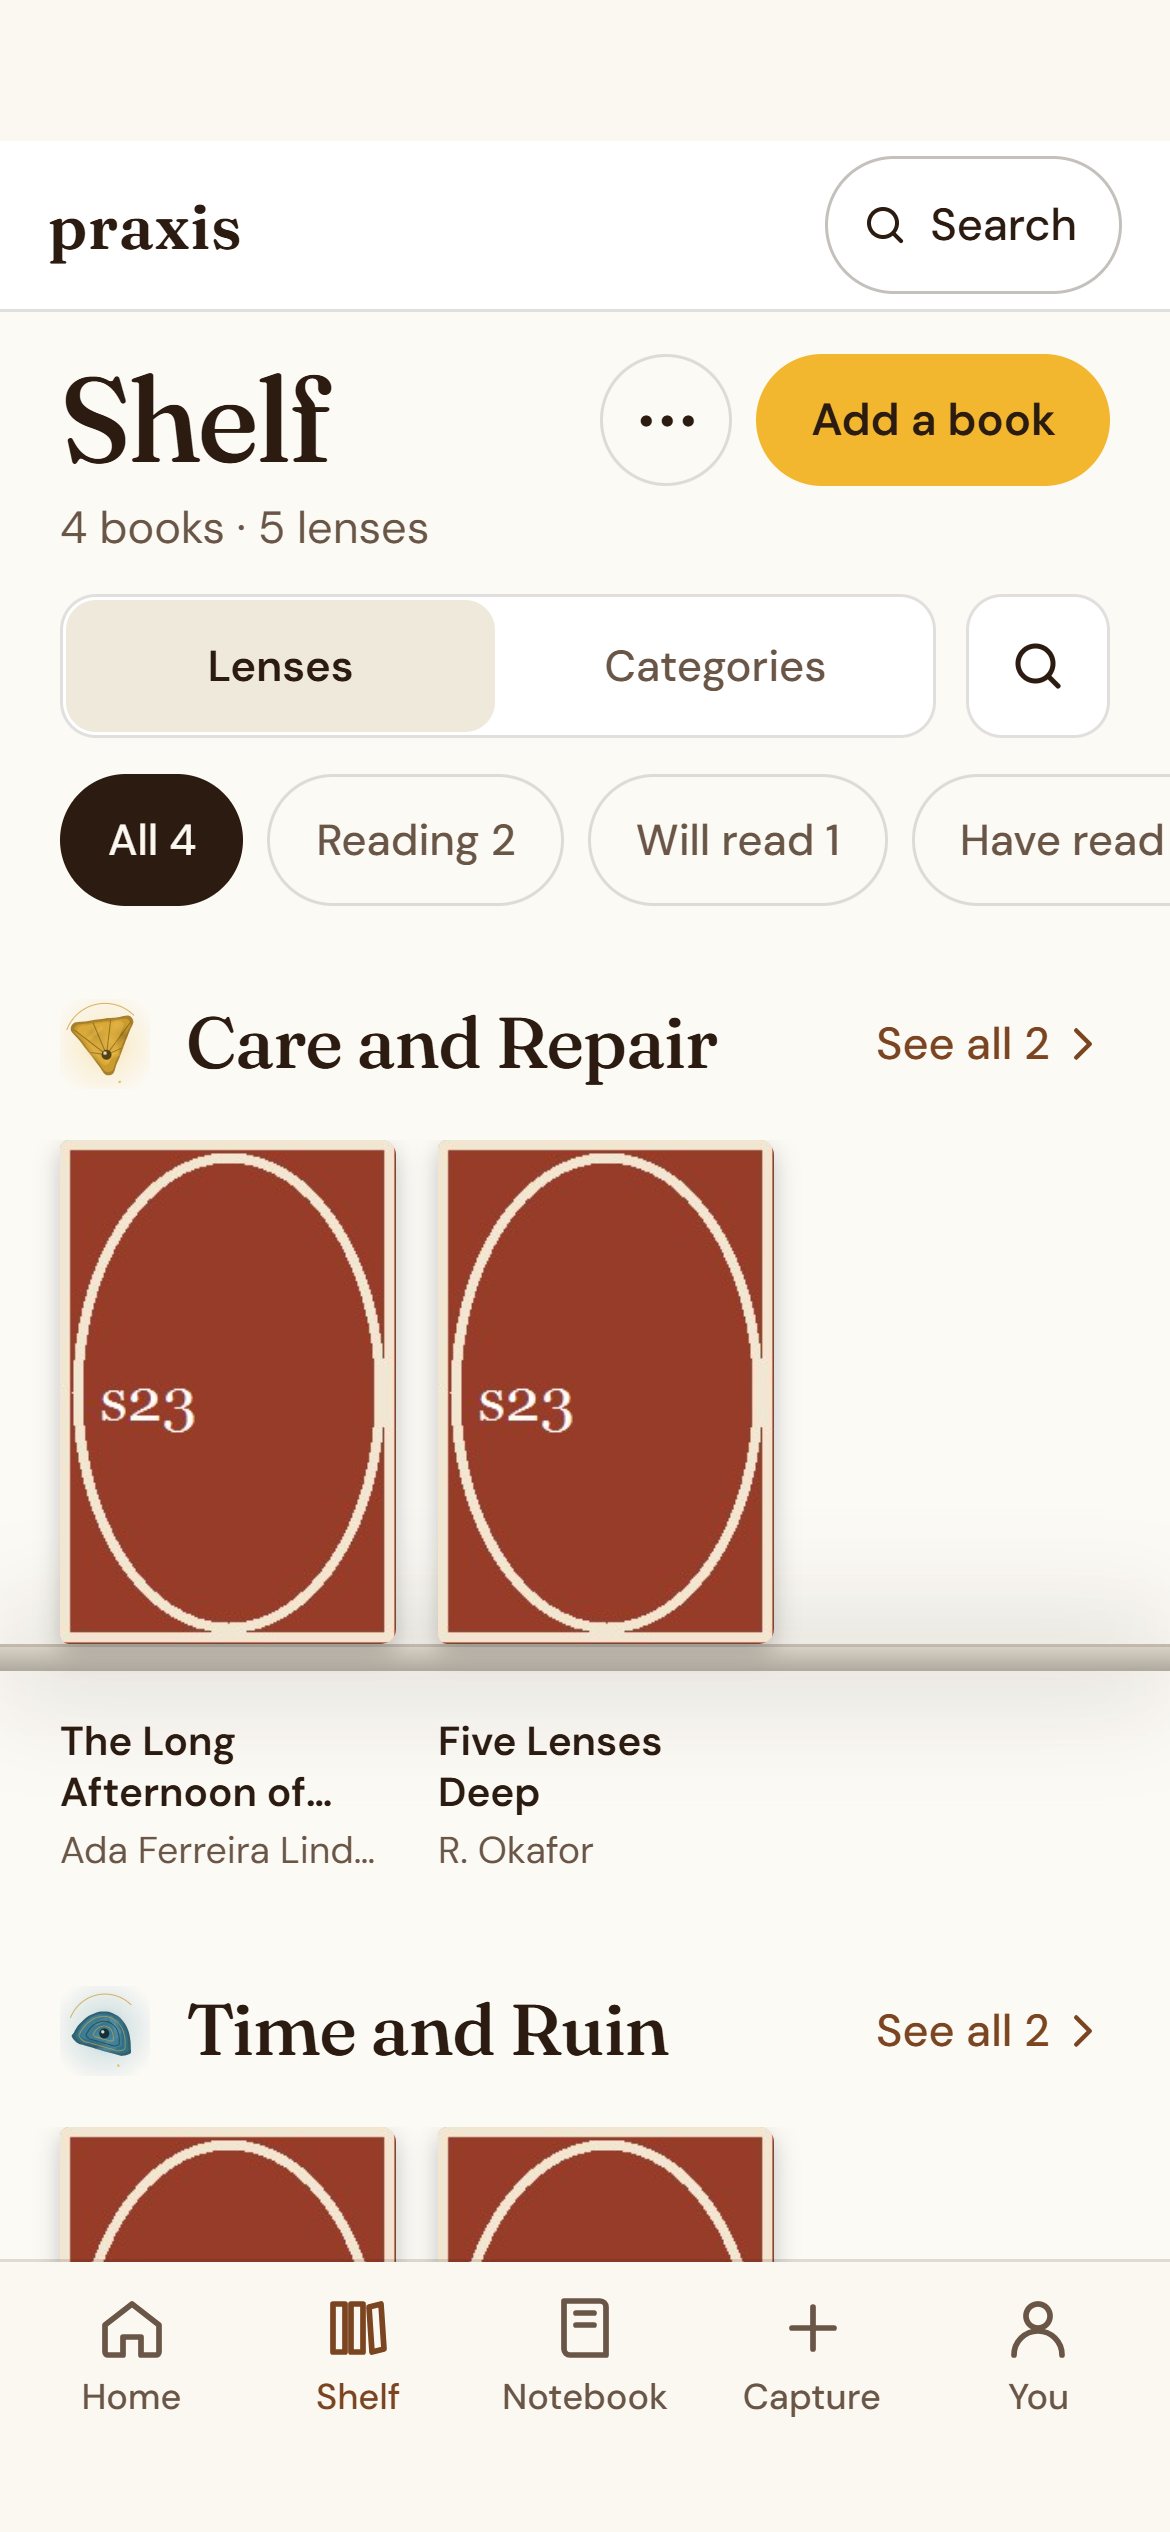 praxis
Search
Shelf
Add a book
4 books · 5 lenses
Lenses
Categories
All 4
Reading 2
Will read 1
Have read
Care and Repair
See all 2
s23
s23
The Long
Afternoon of...
Ada Ferreira Lind...
Five Lenses
Deep
R. Okafor
Time and Ruin
See all 2
Home
Shelf
Notebook
Capture
You